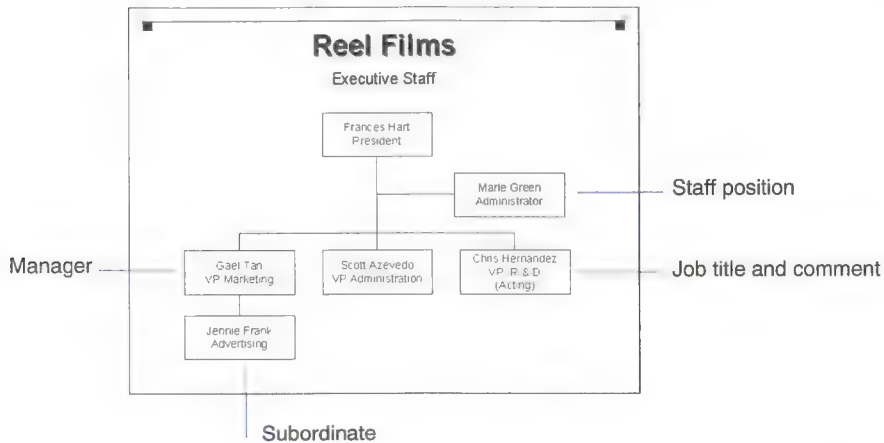 Reel Films
Executive Staff
Frances Hart
President
Marie Green
Administrator
Staff position
Manager
Gael Tan
VP Marketing
Scott Azevedo
VP Administration
Chris Hernandez
VP, R & D
(Acting)
Job title and comment
Jennie Frank
Advertising
Subordinate